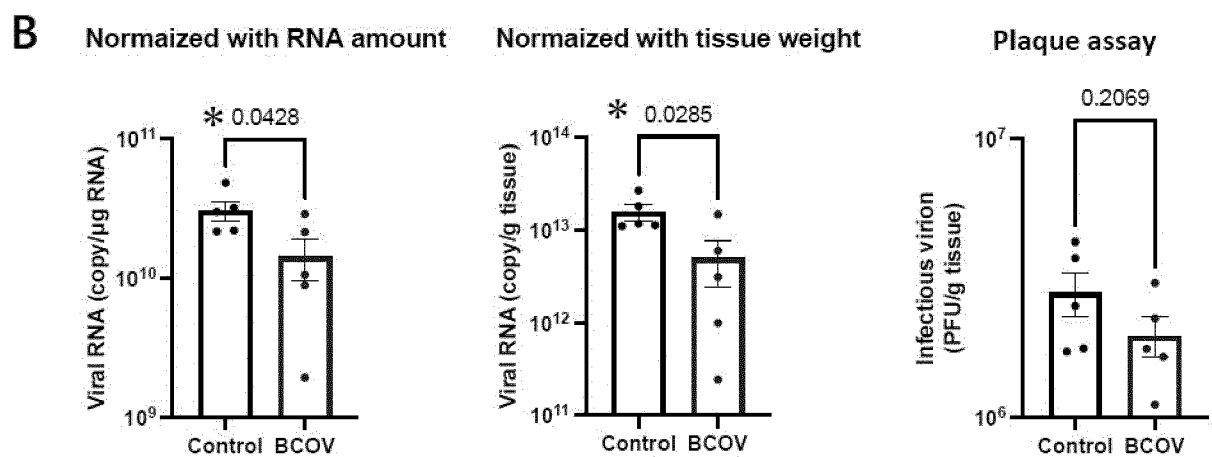 B
Normaized with RNA amount
* 0.0428
Viral RNA (copy/µg RNA)
10¹¹
10¹⁰
10⁹
Control BCOV
Normaized with tissue weight
* 0.0285
Viral RNA (copy/g tissue)
10¹⁴
10¹³
10¹²
10¹¹
Control BCOV
Plaque assay
0.2069
Infectious virion
(PFU/g tissue)
10⁷
10⁶
Control BCOV